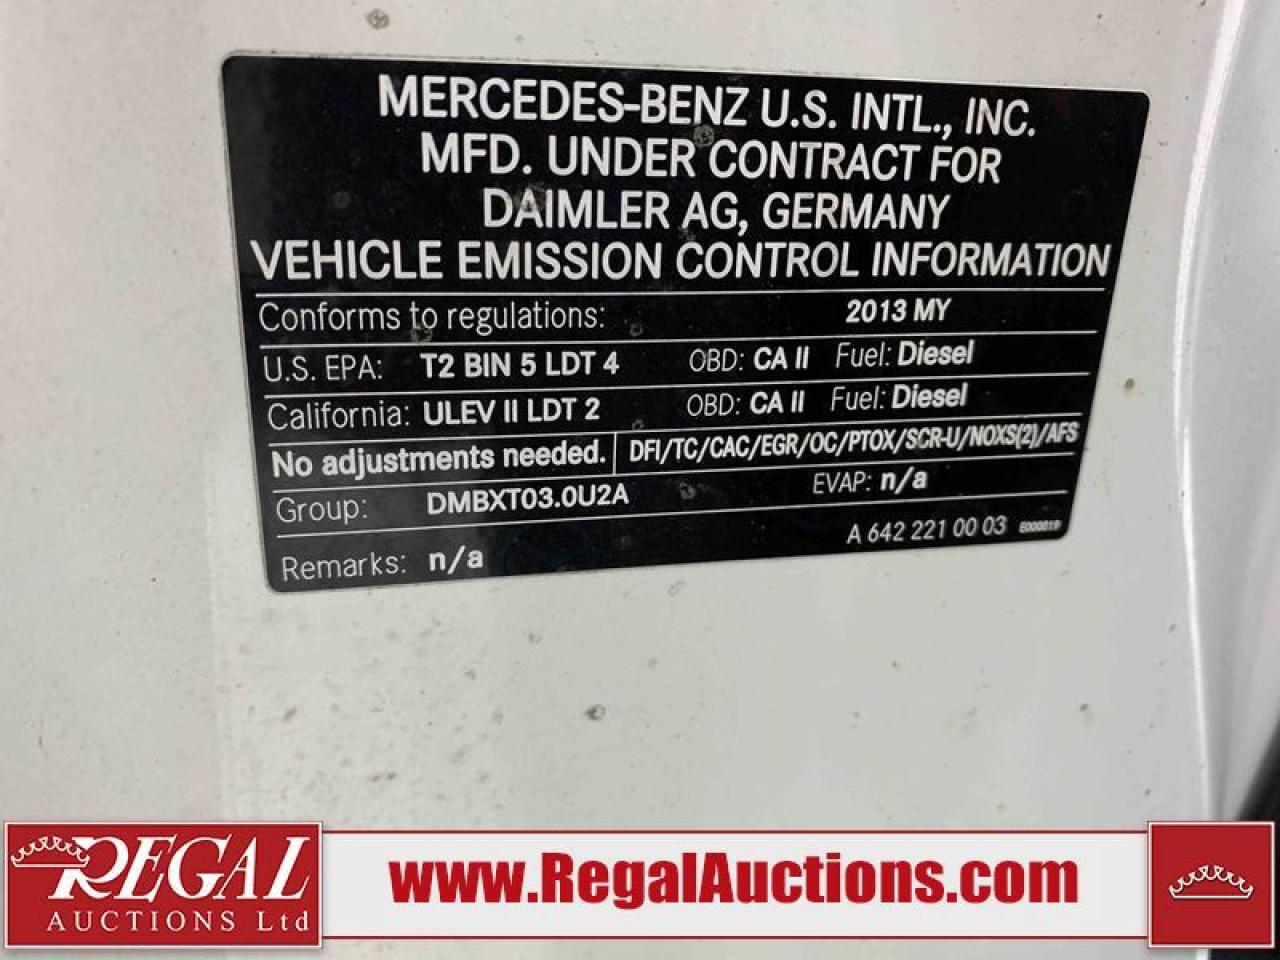 MERCEDES-BENZ U.S. INTL., INC.
MFD. UNDER CONTRACT FOR
DAIMLER AG, GERMANY
VEHICLE EMISSION CONTROL INFORMATION
Conforms to regulations: 2013 MY
U.S. EPA: T2 BIN 5 LDT 4 OBD: CA II Fuel: Diesel
California: ULEV II LDT 2 OBD: CA II Fuel: Diesel
No adjustments needed. DFI/TC/CAC/EGR/OC/PTOX/SCR-U/NOXS(2)/AFS
Group: DMBXT03.0U2A EVAP: n/a
Remarks: n/a A 642 221 00 03 E000019
REGAL
AUCTIONS Ltd
www.RegalAuctions.com